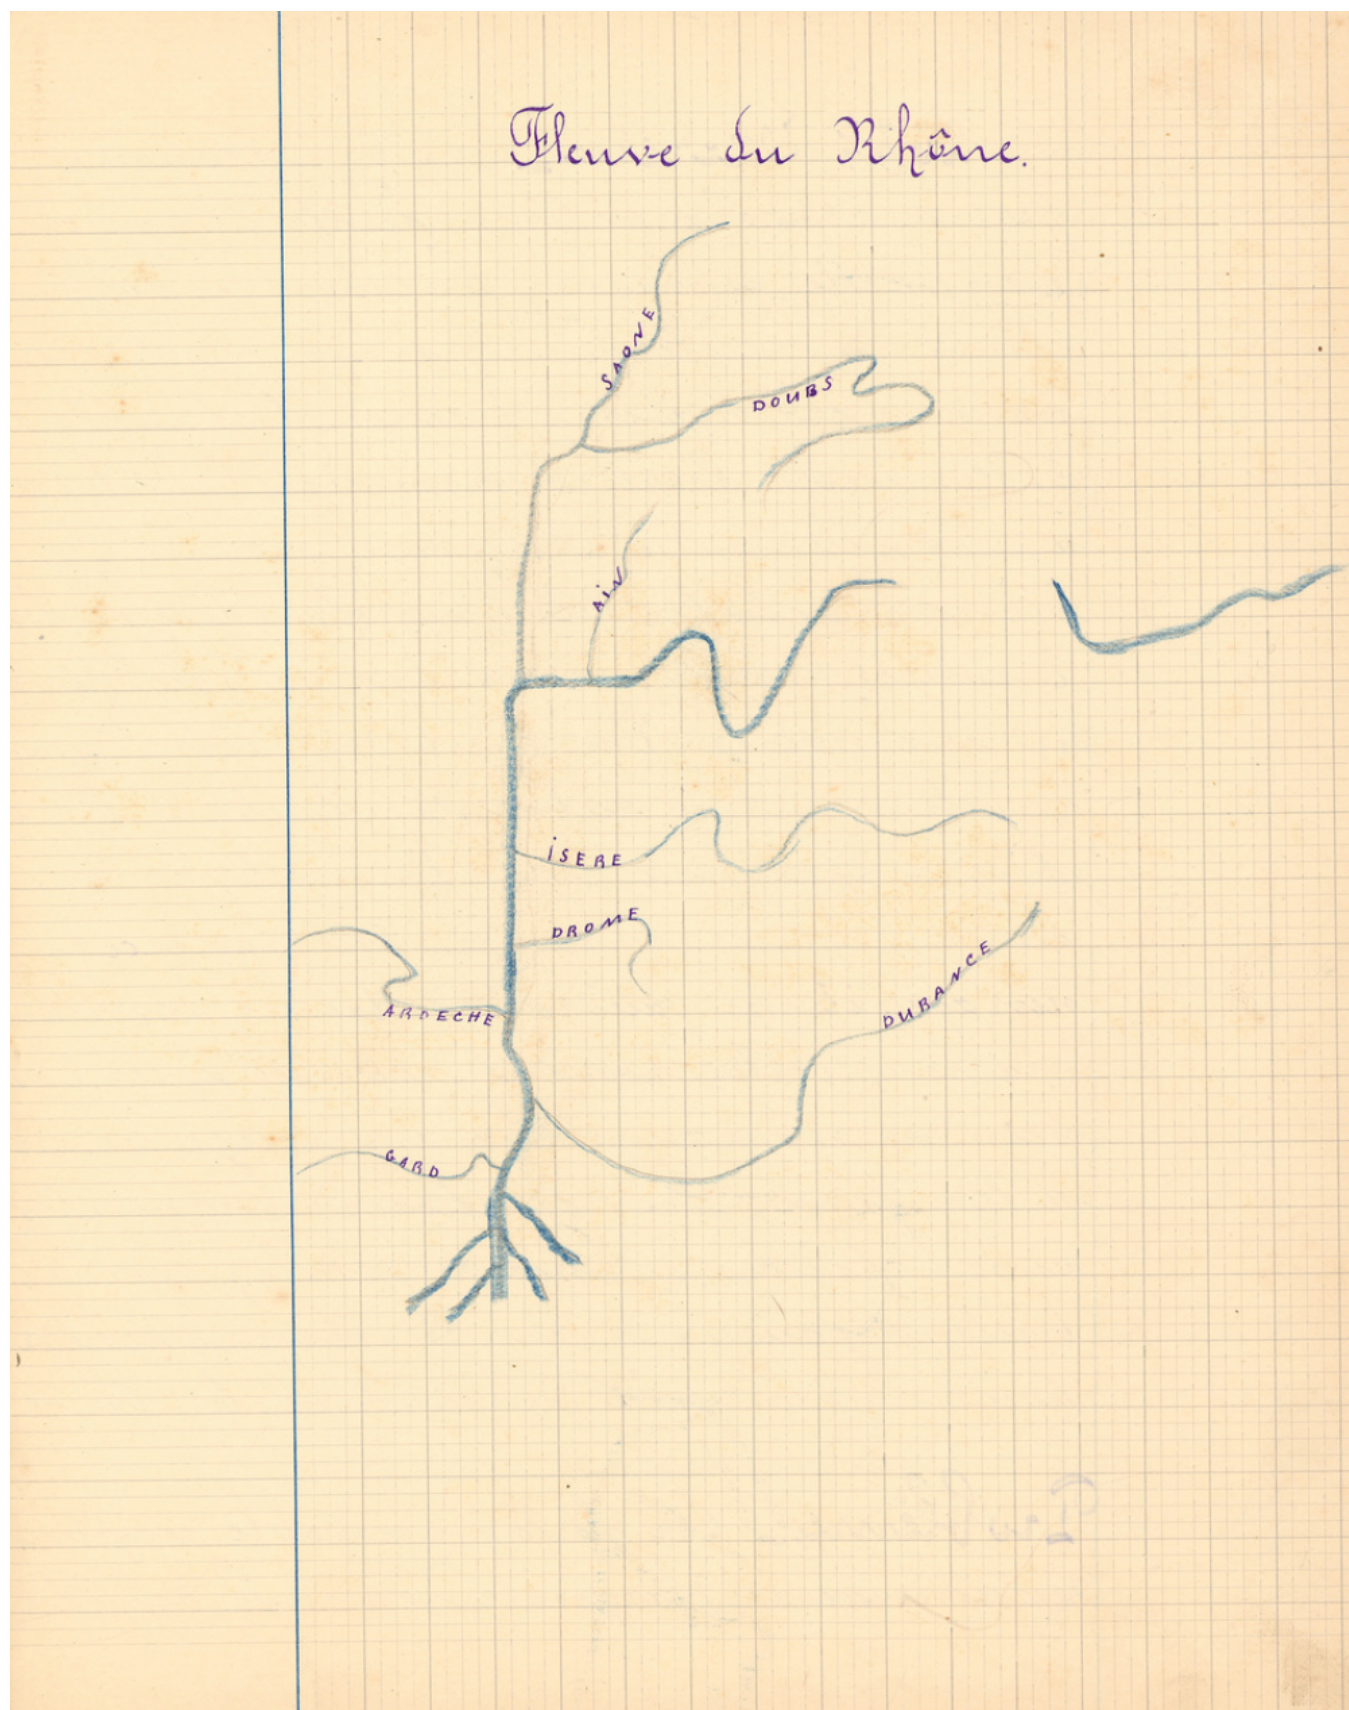 Fleuve du Rhône.
SAONE
DOUBS
AiN
iSERE
DROME
DURANCE
ARDECHE
GARD